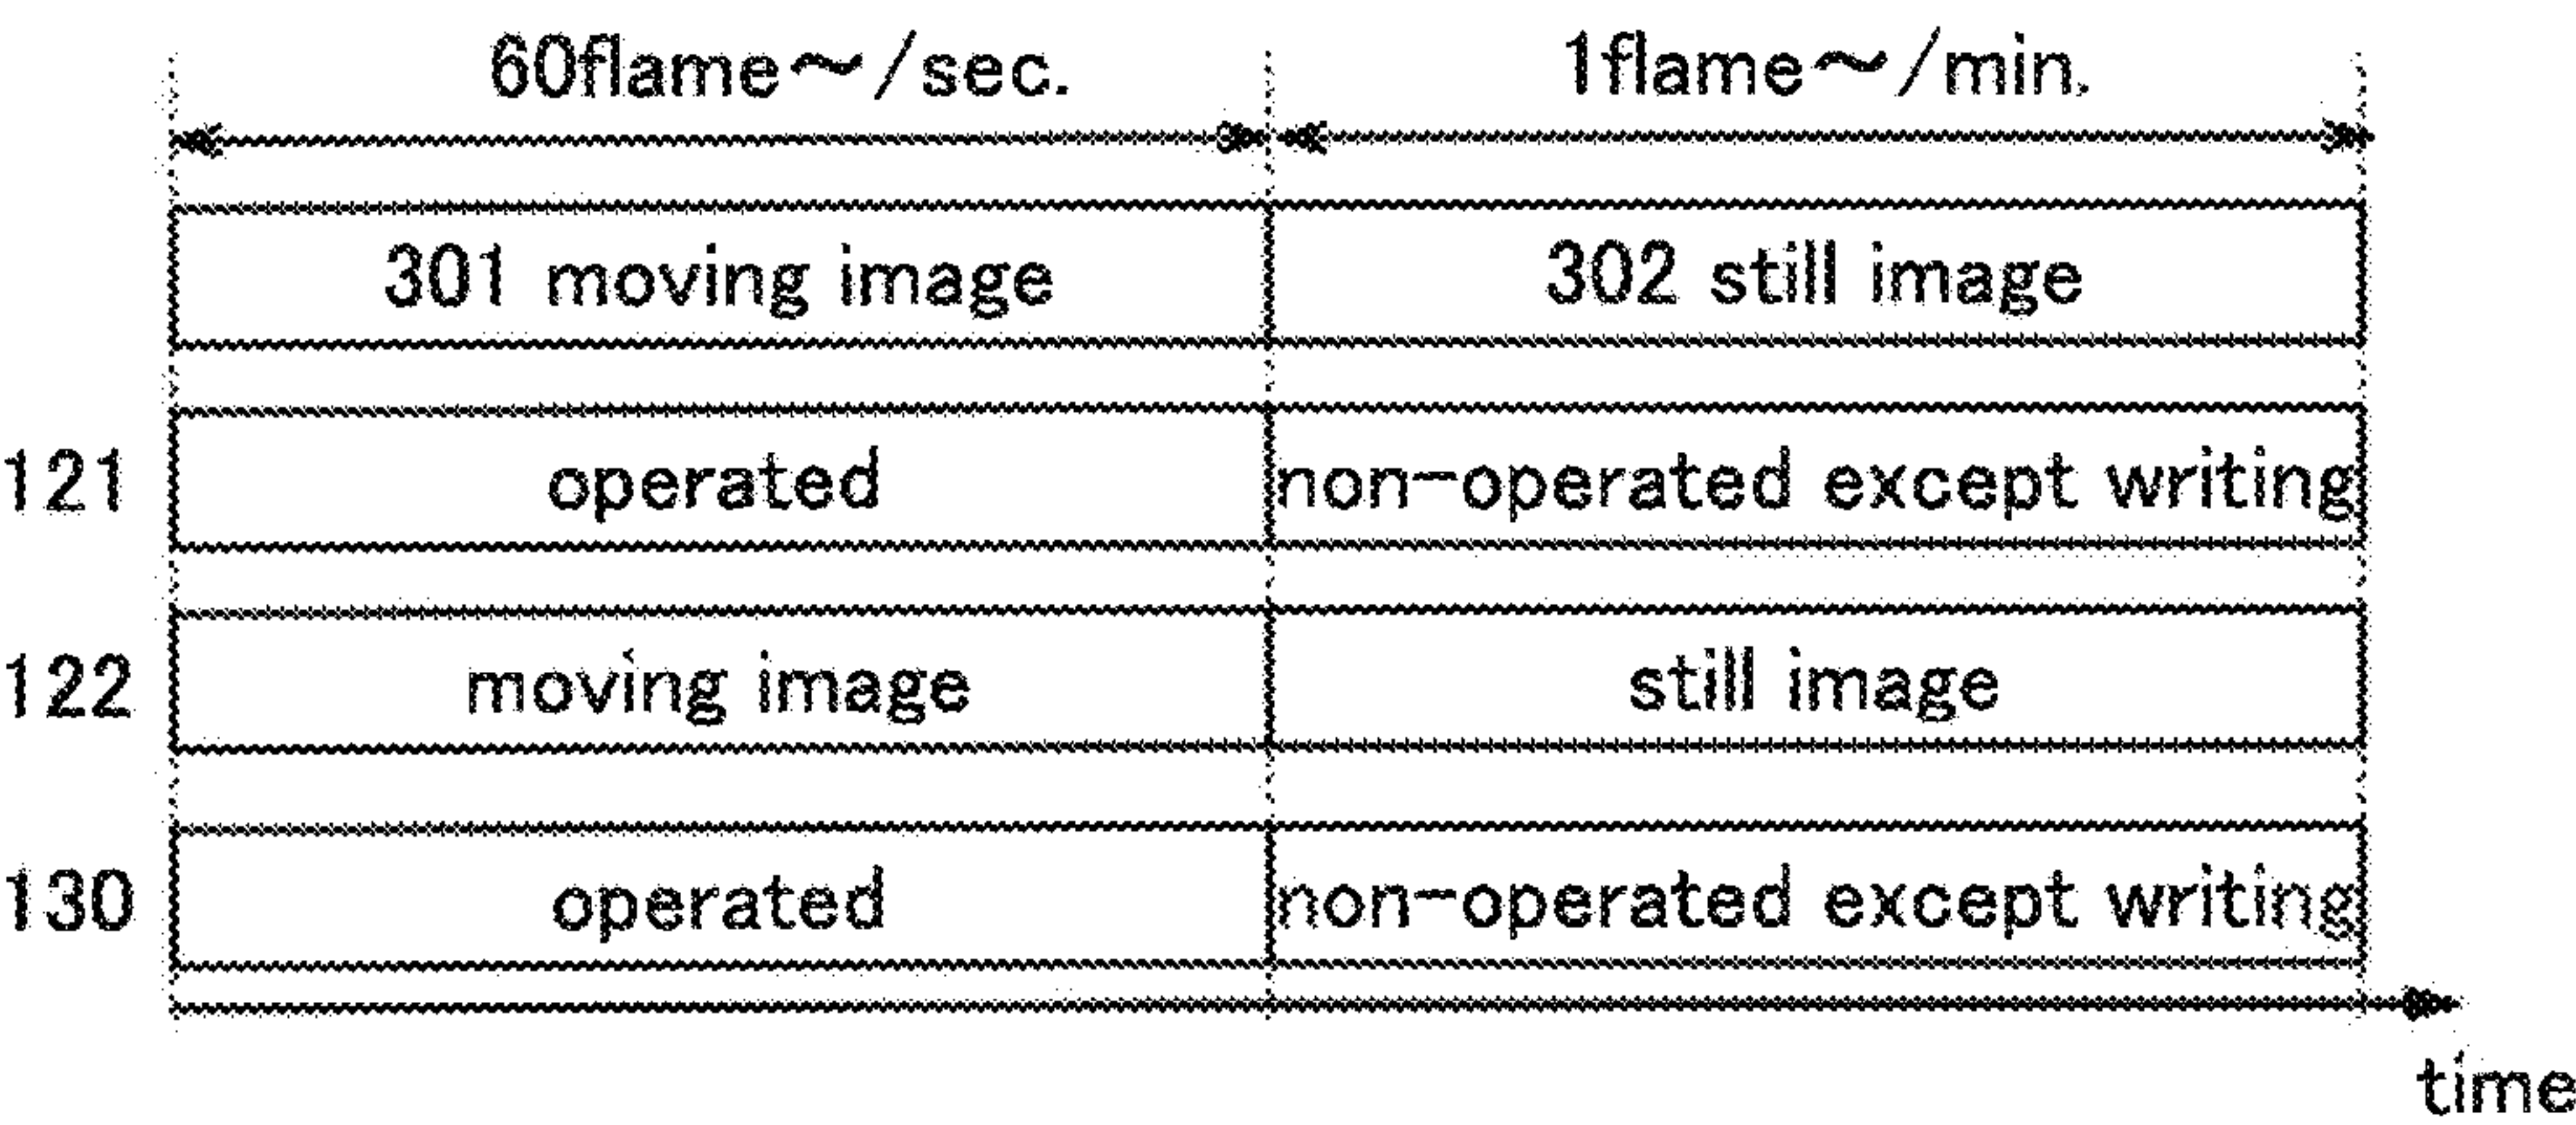 60flame～/sec. 1flame～/min.
301 moving image 302 still image
121 operated non-operated except writing
122 moving image still image
130 operated non-operated except writing
time